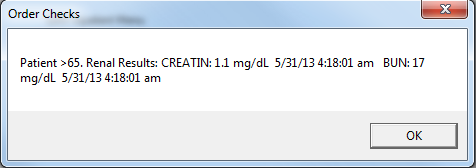 Order Checks
Patient >65. Renal Results: CREATIN: 1.1 mg/dL  5/31/13 4:18:01 am   BUN: 17
mg/dL  5/31/13 4:18:01 am
OK